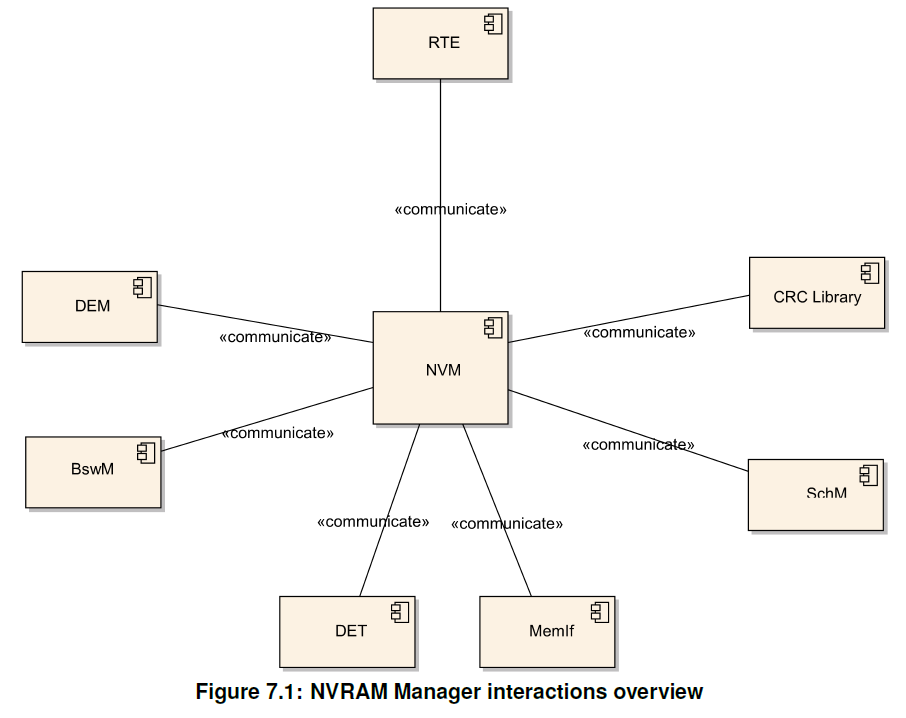 RTE
«communicate»
DEM
«communicate»
CRC Library
«communicate»
NVM
BswM
«communicate»
«communicate»
SchM
«communicate»
«communicate»
DET
MemIf
Figure 7.1: NVRAM Manager interactions overview